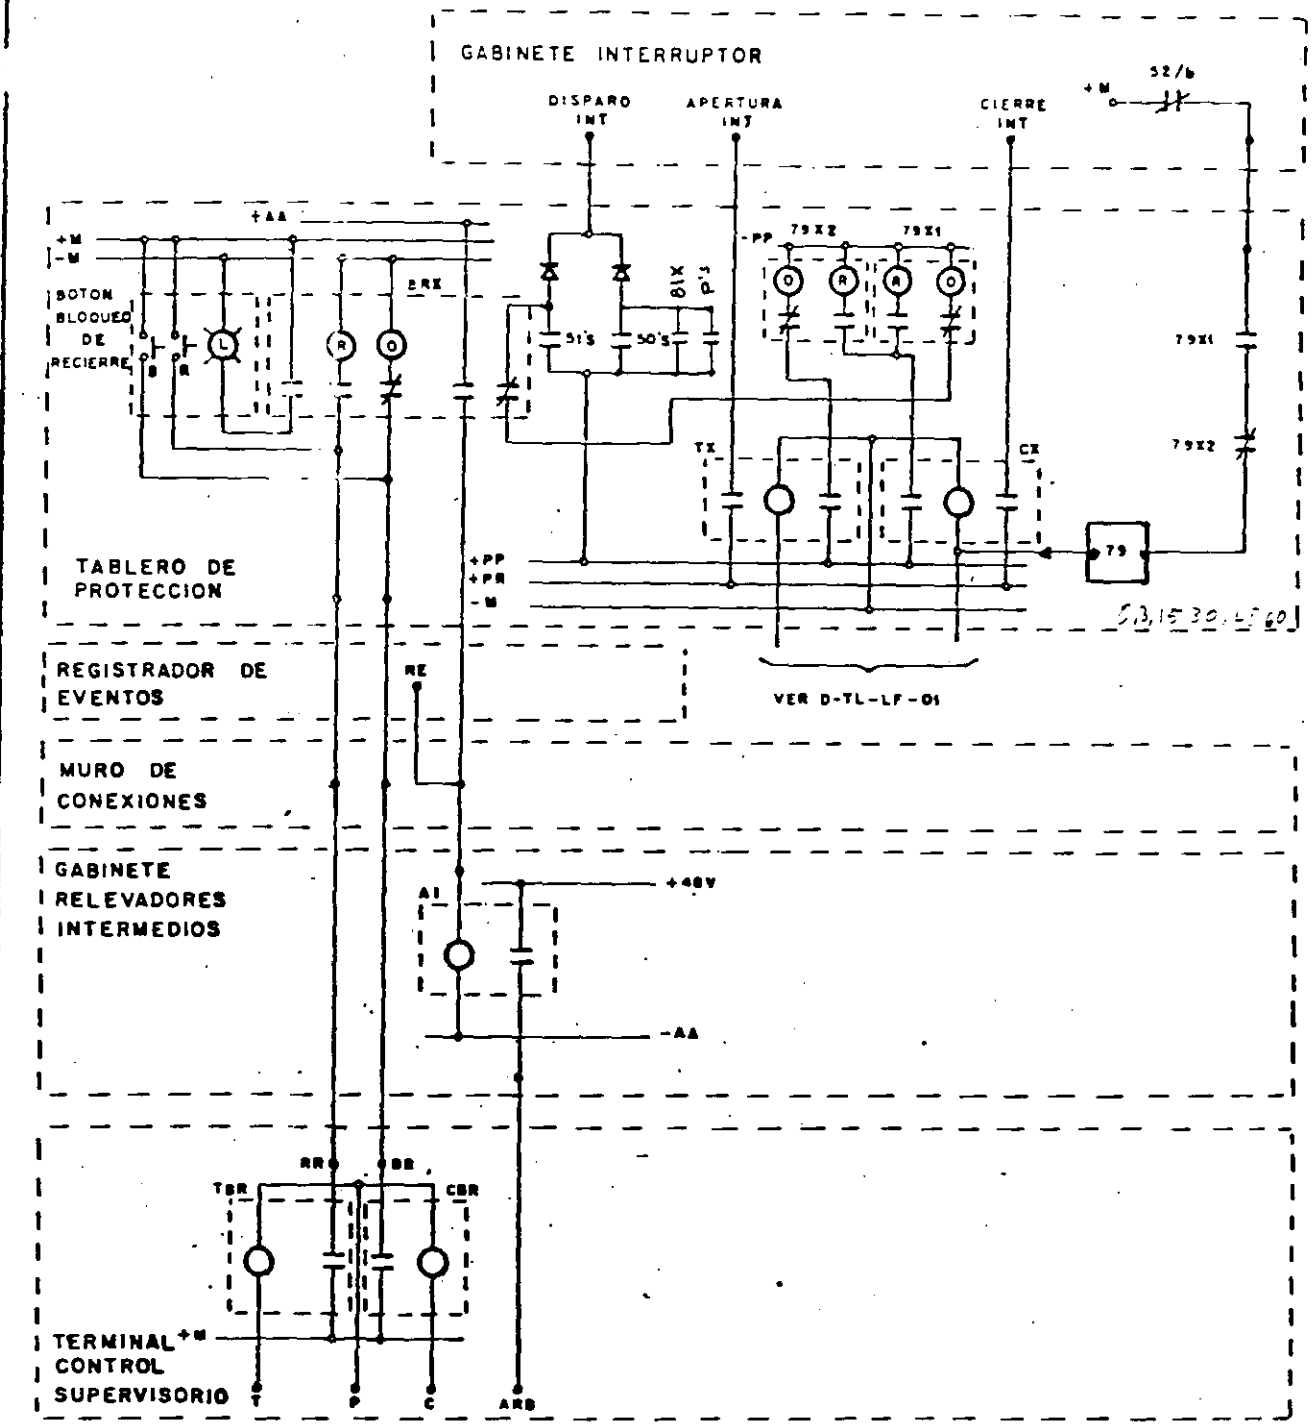 GABINETE INTERRUPTOR
52/b
+M
DISPARO
INT
APERTURA
INT
CIERRE
INT
+AA
+M
-M
-PP
79X2
79X1
BRX
81X
P'S
BOTON
BLOQUEO
DE
RECIERRE
B
R
L
R
O
51'S
50'S
O
R
R
O
79X1
79X2
TX
CX
79
+PP
+PR
-M
TABLERO DE
PROTECCION
REGISTRADOR DE
EVENTOS
RE
VER D-TL-LF-01
MURO DE
CONEXIONES
GABINETE
RELEVADORES
INTERMEDIOS
A1
+48V
-AA
RR
BR
TBR
CBR
TERMINAL
CONTROL
SUPERVISORIO
+M
T
P
C
ARB